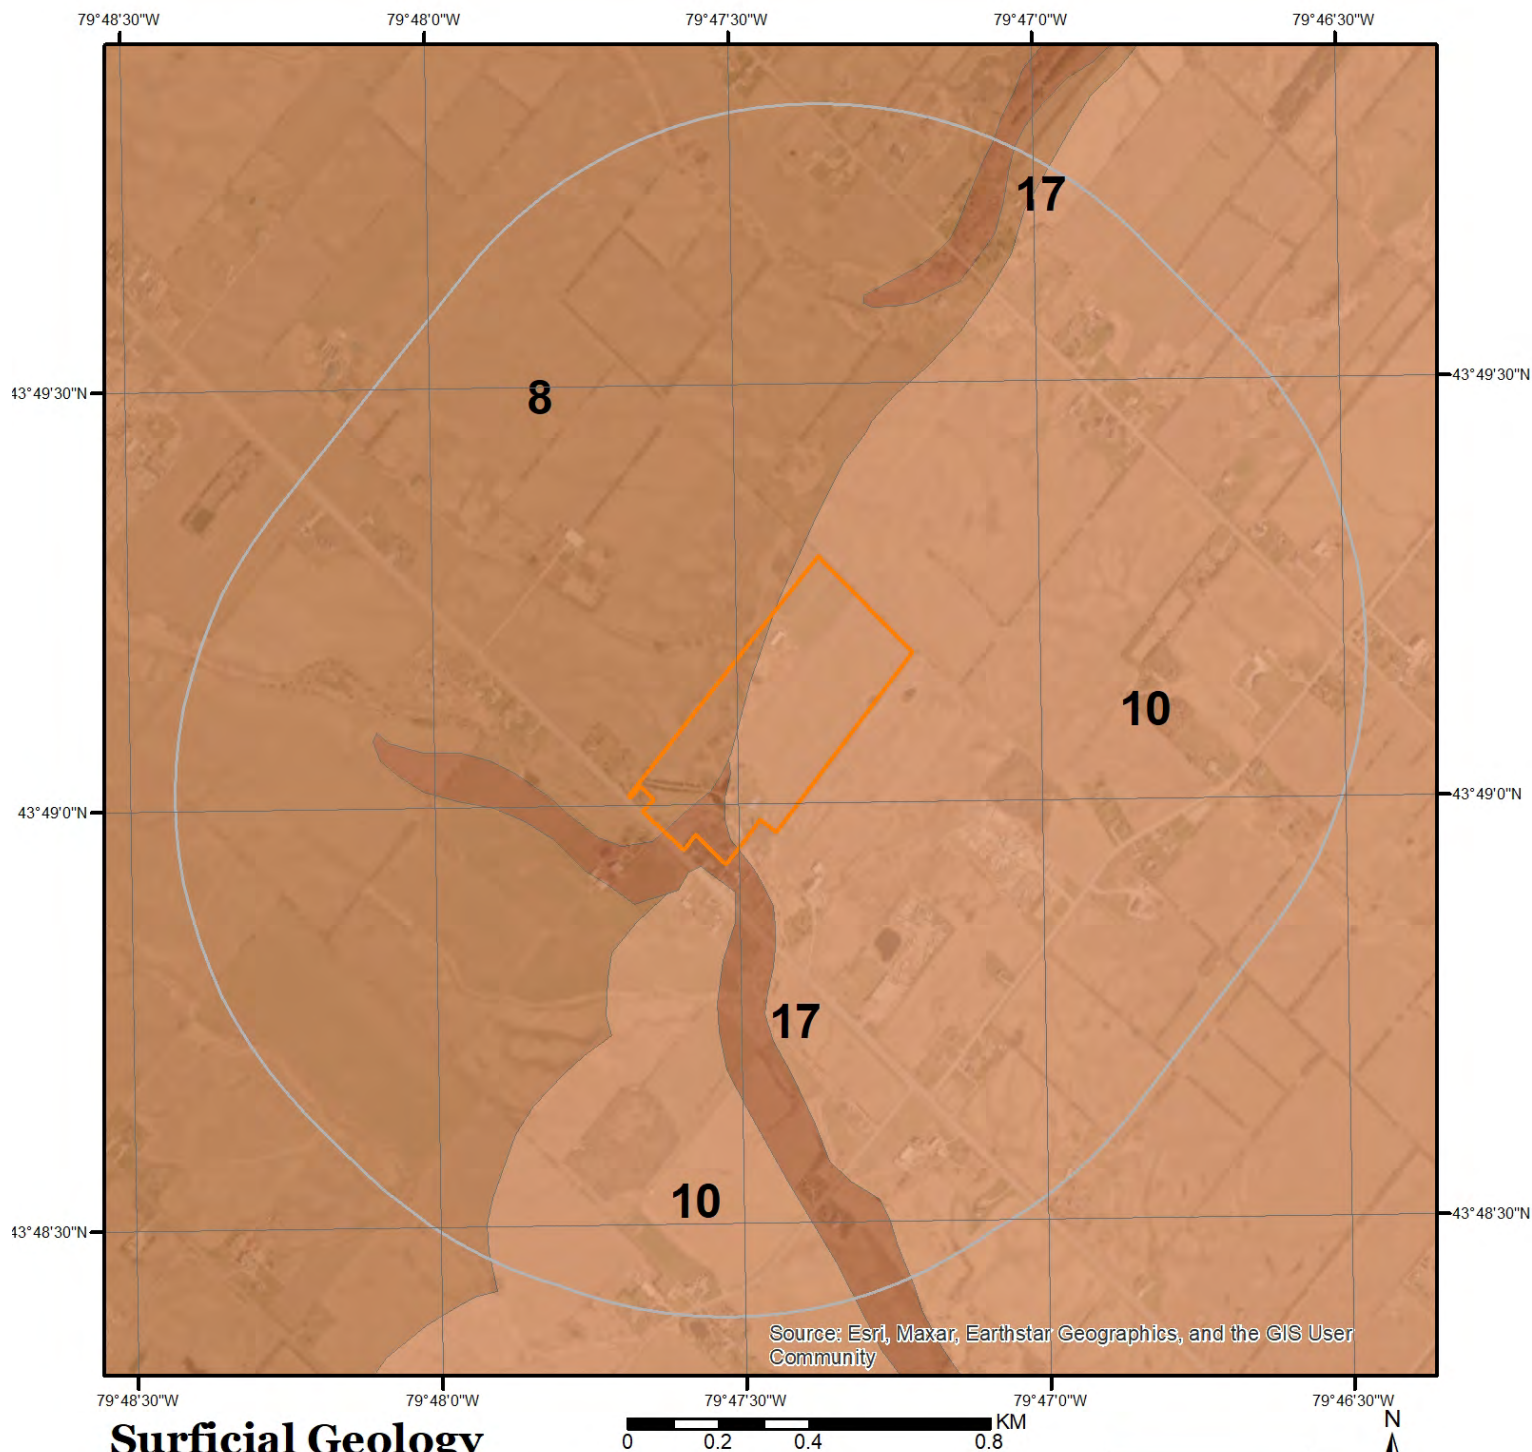 79°48'30"W 79°48'0"W 79°47'30"W 79°47'0"W 79°46'30"W
17
43°49'30"N 43°49'30"N
8
10
43°49'0"N 43°49'0"N
17
10
43°48'30"N 43°48'30"N
Source: Esri, Maxar, Earthstar Geographics, and the GIS User
Community
79°48'30"W 79°48'0"W 79°47'30"W 79°47'0"W 79°46'30"W
Surficial Geology
KM
0 0.2 0.4 0.8
N